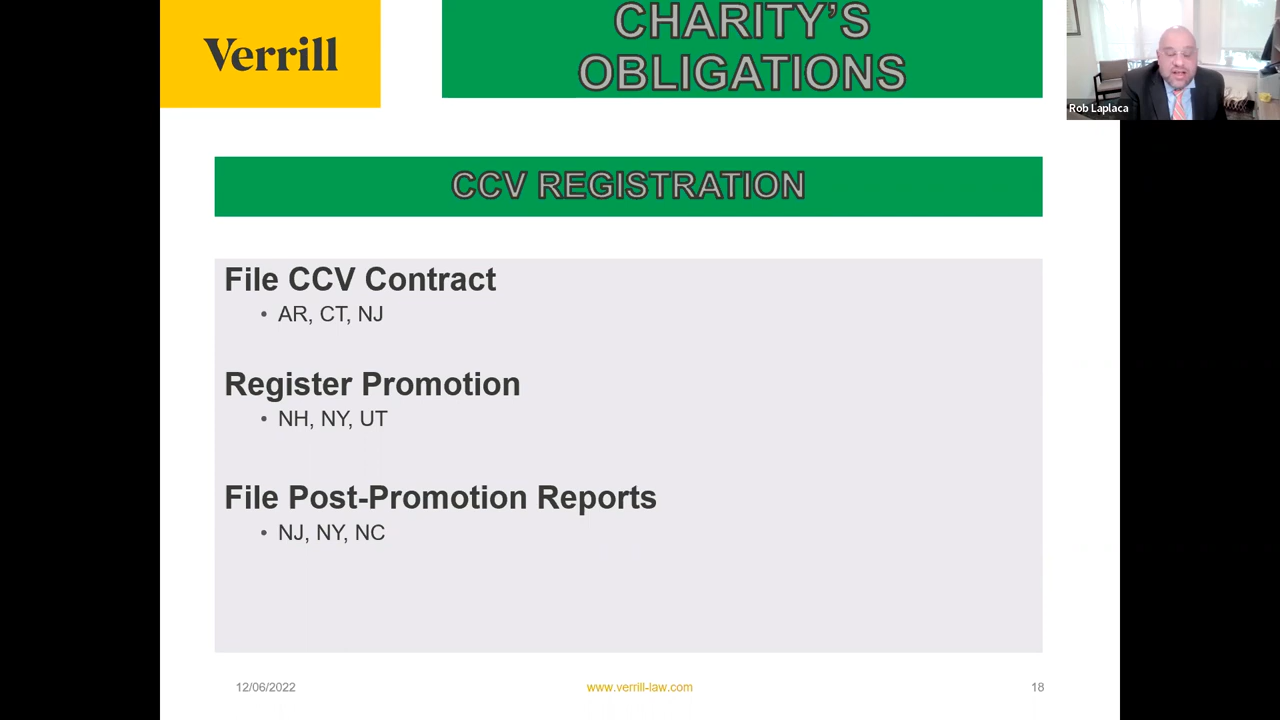 Verrill
CHARITY’S
OBLIGATIONS
Rob Laplaca
CCV REGISTRATION
File CCV Contract
• AR, CT, NJ
Register Promotion
• NH, NY, UT
File Post-Promotion Reports
• NJ, NY, NC
12/06/2022
www.verrill-law.com
18